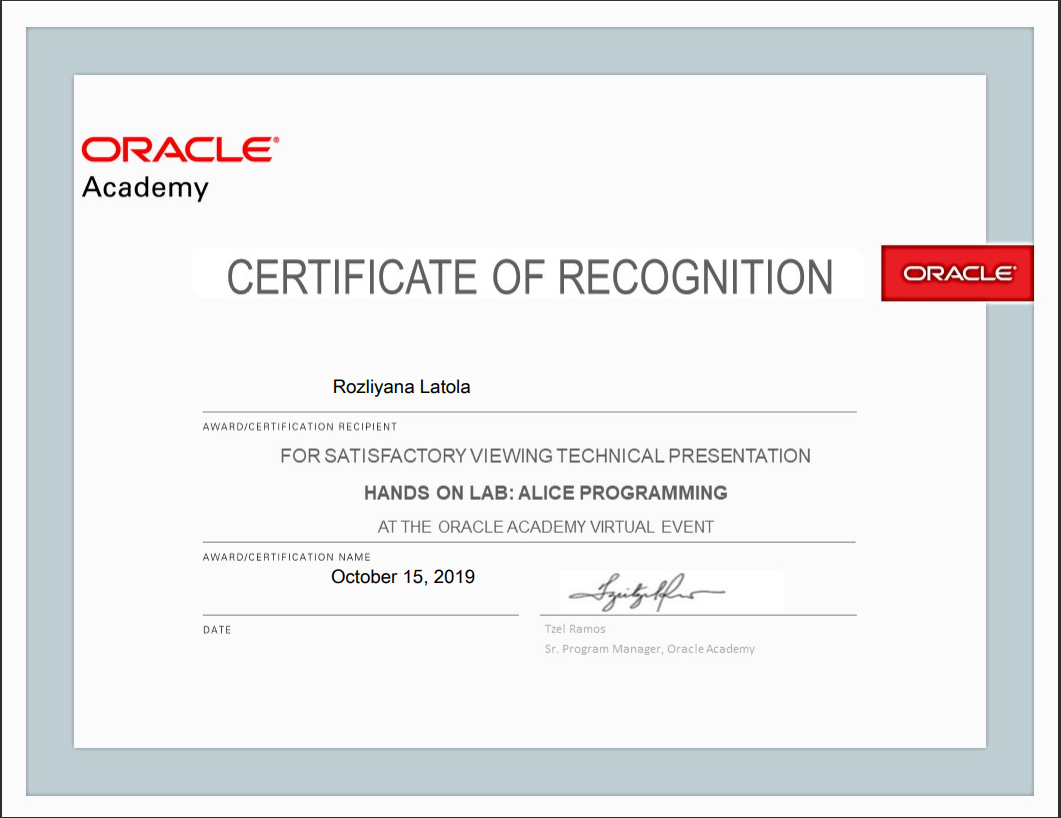 ORACLE®
Academy
CERTIFICATE OF RECOGNITION
ORACLE®
Rozliyana Latola
AWARD/CERTIFICATION RECIPIENT
FOR SATISFACTORY VIEWING TECHNICAL PRESENTATION
HANDS ON LAB: ALICE PROGRAMMING
AT THE ORACLE ACADEMY VIRTUAL EVENT
AWARD/CERTIFICATION NAME
October 15, 2019
DATE
Tzel Ramos
Sr. Program Manager, Oracle Academy